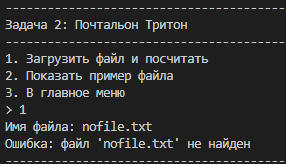 ----------------------------------------
Задача 2: Почтальон Тритон
----------------------------------------
1. Загрузить файл и посчитать
2. Показать пример файла
3. В главное меню
> 1
Имя файла: nofile.txt
Ошибка: файл 'nofile.txt' не найден
----------------------------------------